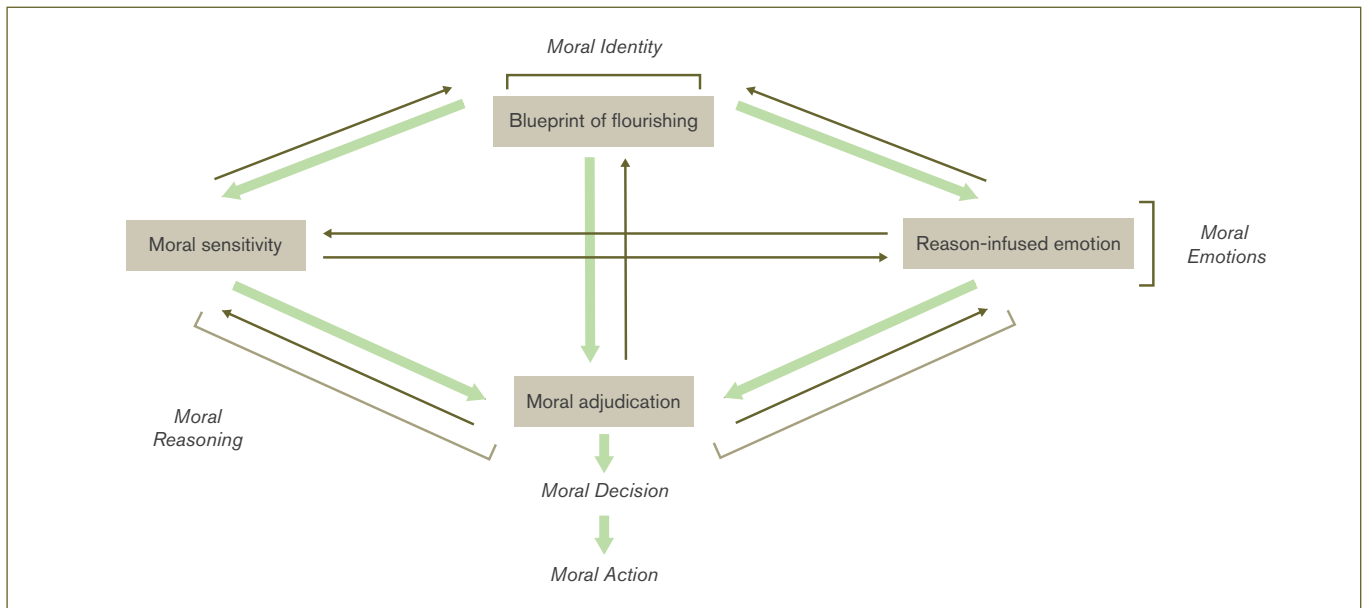 Moral Identity
Blueprint of flourishing
Moral sensitivity
Reason-infused emotion
Moral
Emotions
Moral adjudication
Moral
Reasoning
Moral Decision
Moral Action